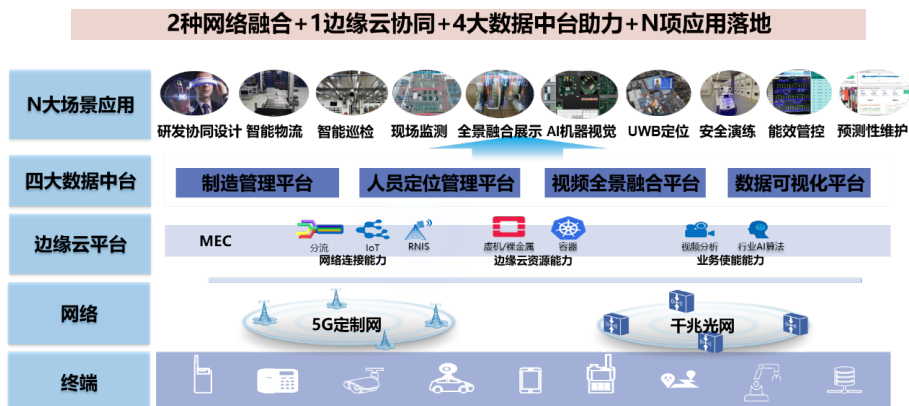 2种网络融合+1边缘云协同+4大数据中台助力+N项应用落地
N大场景应用
研发协同设计 智能物流 智能巡检 现场监测 全景融合展示 AI机器视觉 UWB定位 安全演练 能效管控 预测性维护
四大数据中台
制造管理平台 人员定位管理平台 视频全景融合平台 数据可视化平台
边缘云平台
MEC
分流 IoT RNIS 虚机/裸金属 容器 视频分析 行业AI算法
网络连接能力 边缘云资源能力 业务使能能力
网络
5G定制网 千兆光网
终端